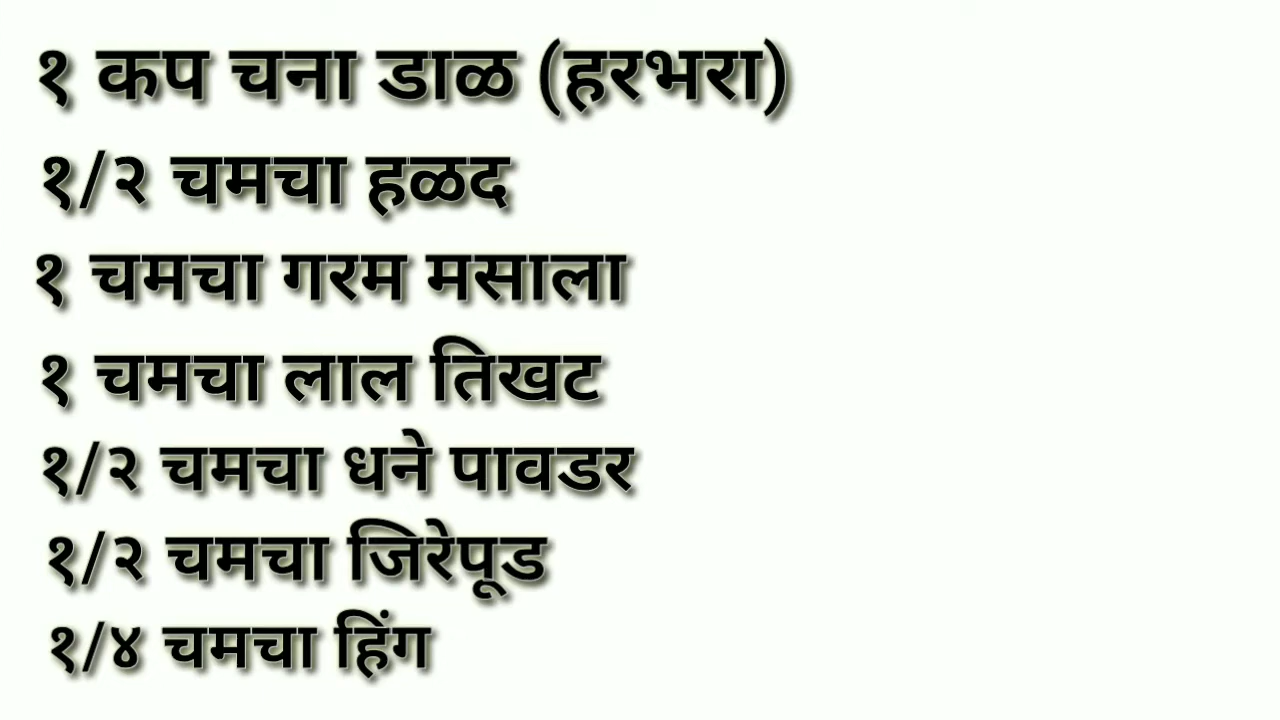 १ कप चना डाळ (हरभरा)
१/२ चमचा हळद
१ चमचा गरम मसाला
१ चमचा लाल तिखट
१/२ चमचा धने पावडर
१/२ चमचा जिरेपूड
१/४ चमचा हिंग